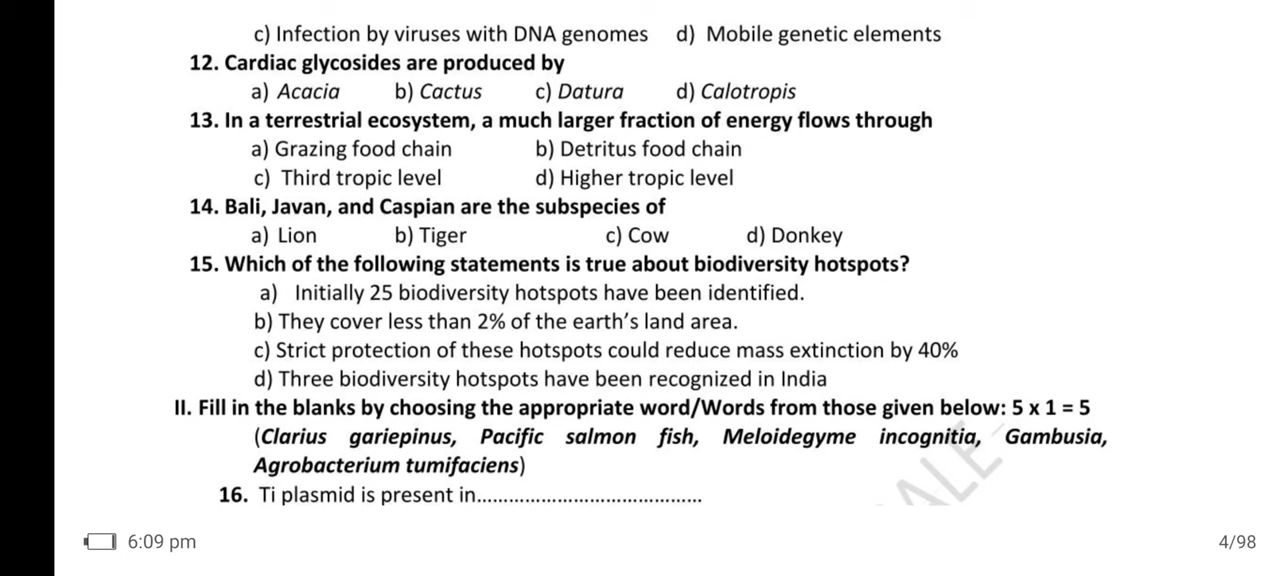 c) Infection by viruses with DNA genomes d) Mobile genetic elements
12. Cardiac glycosides are produced by
a) Acacia b) Cactus c) Datura d) Calotropis
13. In a terrestrial ecosystem, a much larger fraction of energy flows through
a) Grazing food chain b) Detritus food chain
c) Third tropic level d) Higher tropic level
14. Bali, Javan, and Caspian are the subspecies of
a) Lion b) Tiger c) Cow d) Donkey
15. Which of the following statements is true about biodiversity hotspots?
a) Initially 25 biodiversity hotspots have been identified.
b) They cover less than 2% of the earth's land area.
c) Strict protection of these hotspots could reduce mass extinction by 40%
d) Three biodiversity hotspots have been recognized in India
II. Fill in the blanks by choosing the appropriate word/Words from those given below: 5 x 1 = 5
(Clarius gariepinus, Pacific salmon fish, Meloidegyme incognitia, Gambusia,
Agrobacterium tumifaciens)
16. Ti plasmid is present in..........................................
ALE
6:09 pm 4/98